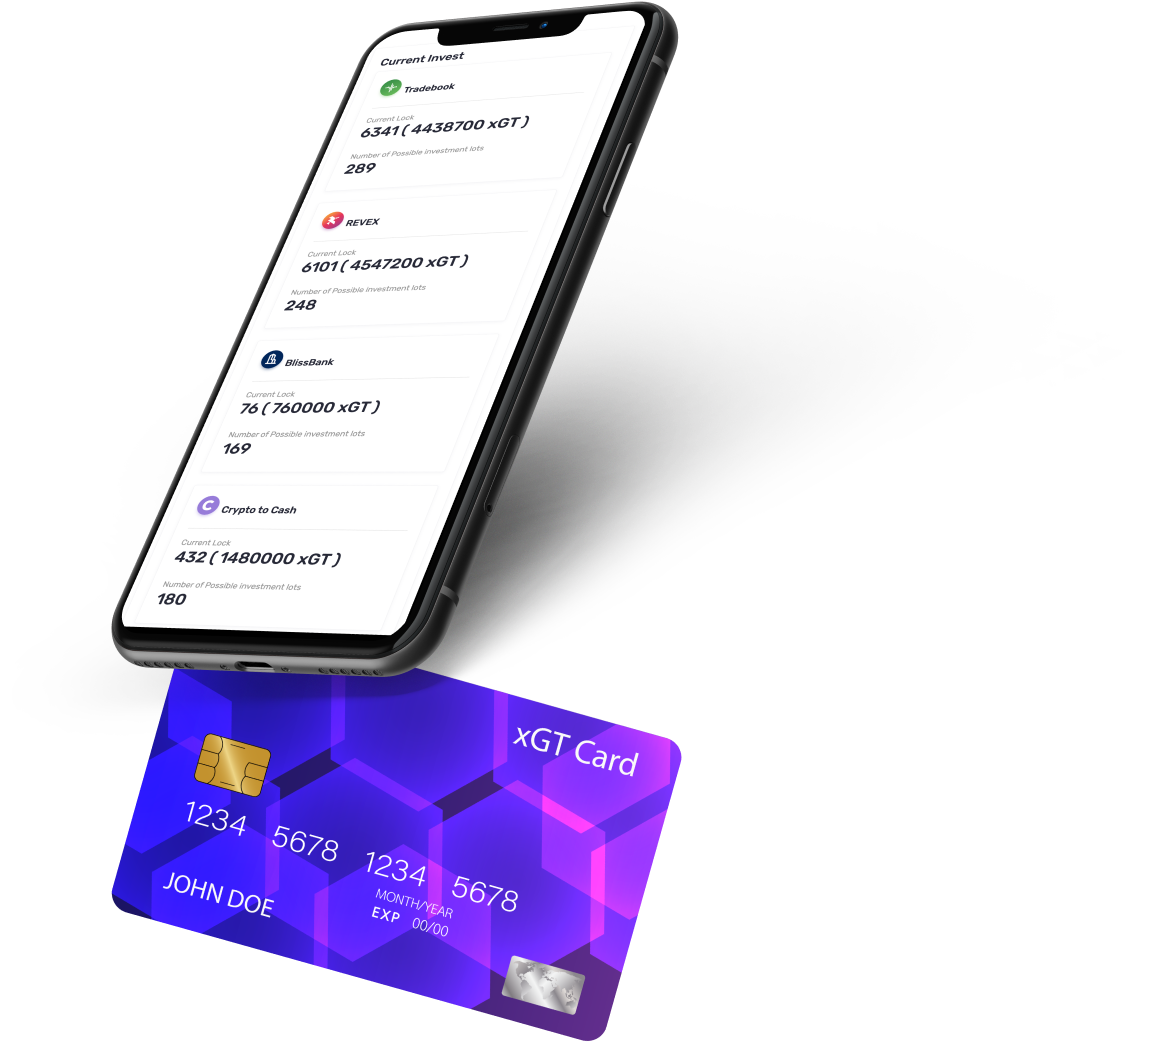 Current Invest
Tradebook
Current Lock
6341 ( 4438700 xGT )
Number of Possible investment lots
289
REVEX
Current Lock
6101 ( 4547200 xGT )
Number of Possible investment lots
248
BlissBank
Current Lock
76 ( 760000 xGT )
Number of Possible investment lots
169
Crypto to Cash
Current Lock
432 ( 1480000 xGT )
Number of Possible investment lots
180
xGT Card
1234 5678 1234 5678
MONTH/YEAR
JOHN DOE EXP 00/00